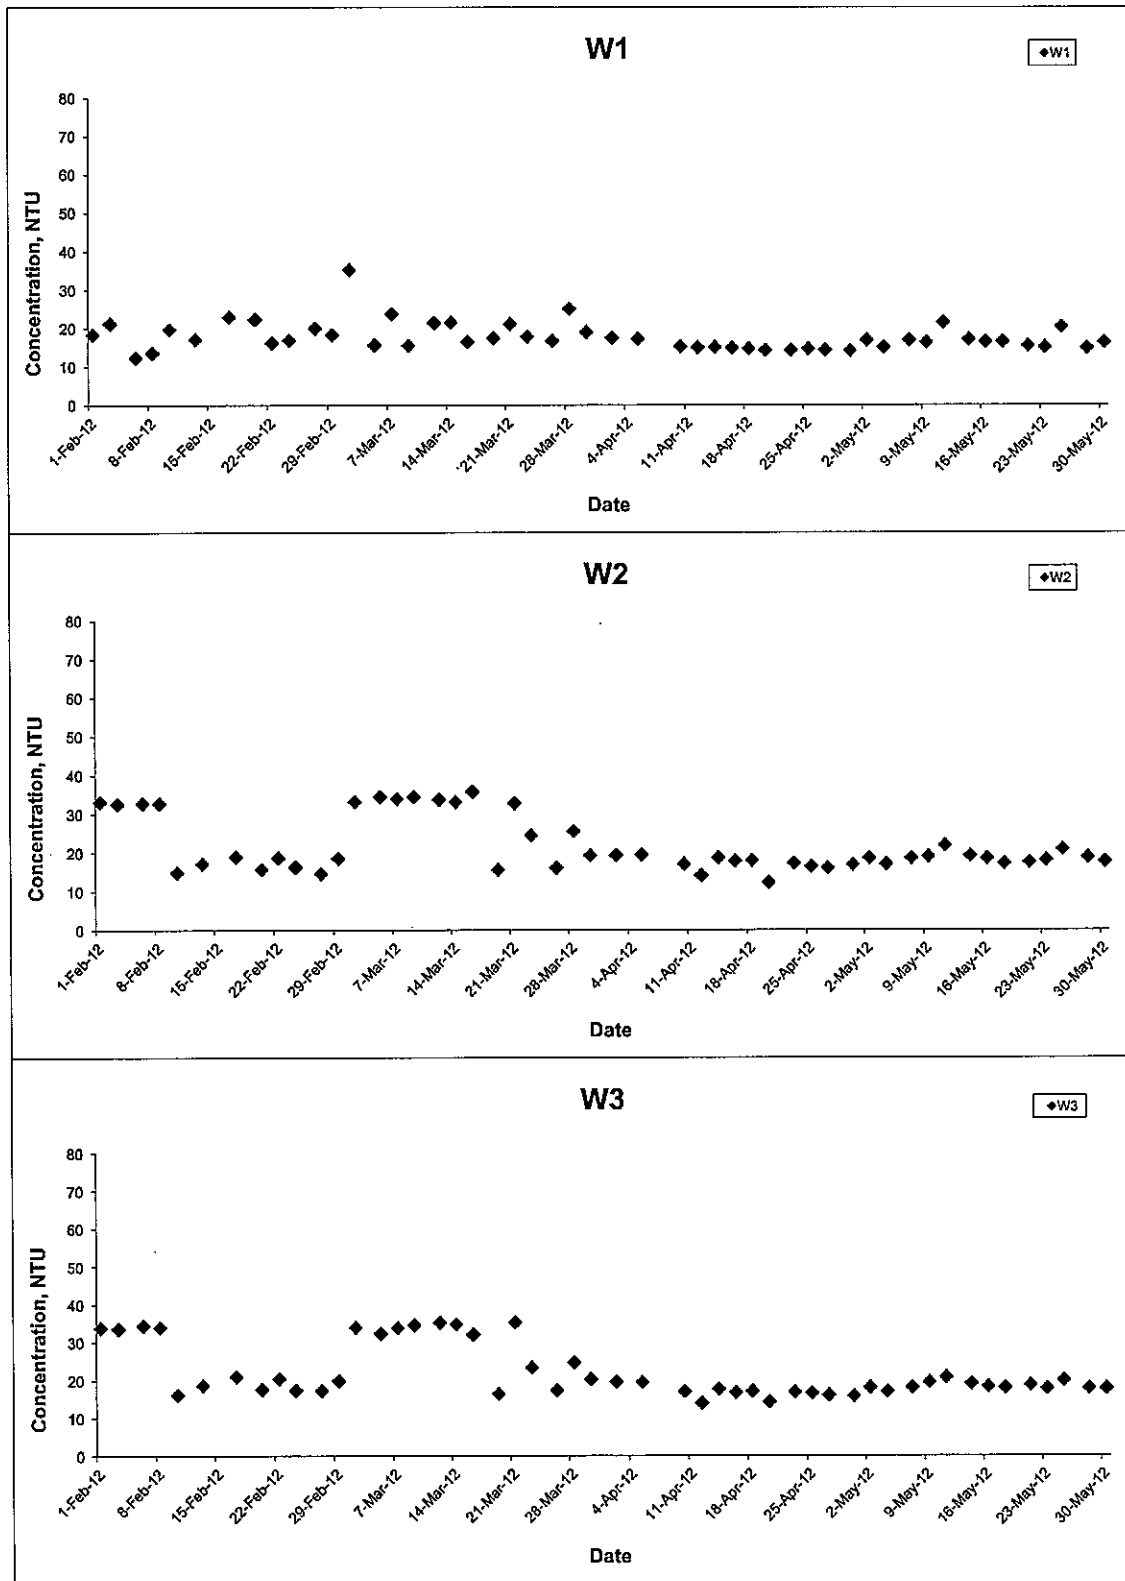 W1
◆W1
80
70
60
50
40
30
20
10
0
Concentration, NTU
1-Feb-12
8-Feb-12
15-Feb-12
22-Feb-12
29-Feb-12
7-Mar-12
14-Mar-12
21-Mar-12
28-Mar-12
4-Apr-12
11-Apr-12
18-Apr-12
25-Apr-12
2-May-12
9-May-12
16-May-12
23-May-12
30-May-12
Date
W2
◆W2
80
70
60
50
40
30
20
10
0
Concentration, NTU
1-Feb-12
8-Feb-12
15-Feb-12
22-Feb-12
29-Feb-12
7-Mar-12
14-Mar-12
21-Mar-12
28-Mar-12
4-Apr-12
11-Apr-12
18-Apr-12
25-Apr-12
2-May-12
9-May-12
16-May-12
23-May-12
30-May-12
Date
W3
◆W3
80
70
60
50
40
30
20
10
0
Concentration, NTU
1-Feb-12
8-Feb-12
15-Feb-12
22-Feb-12
29-Feb-12
7-Mar-12
14-Mar-12
21-Mar-12
28-Mar-12
4-Apr-12
11-Apr-12
18-Apr-12
25-Apr-12
2-May-12
9-May-12
16-May-12
23-May-12
30-May-12
Date